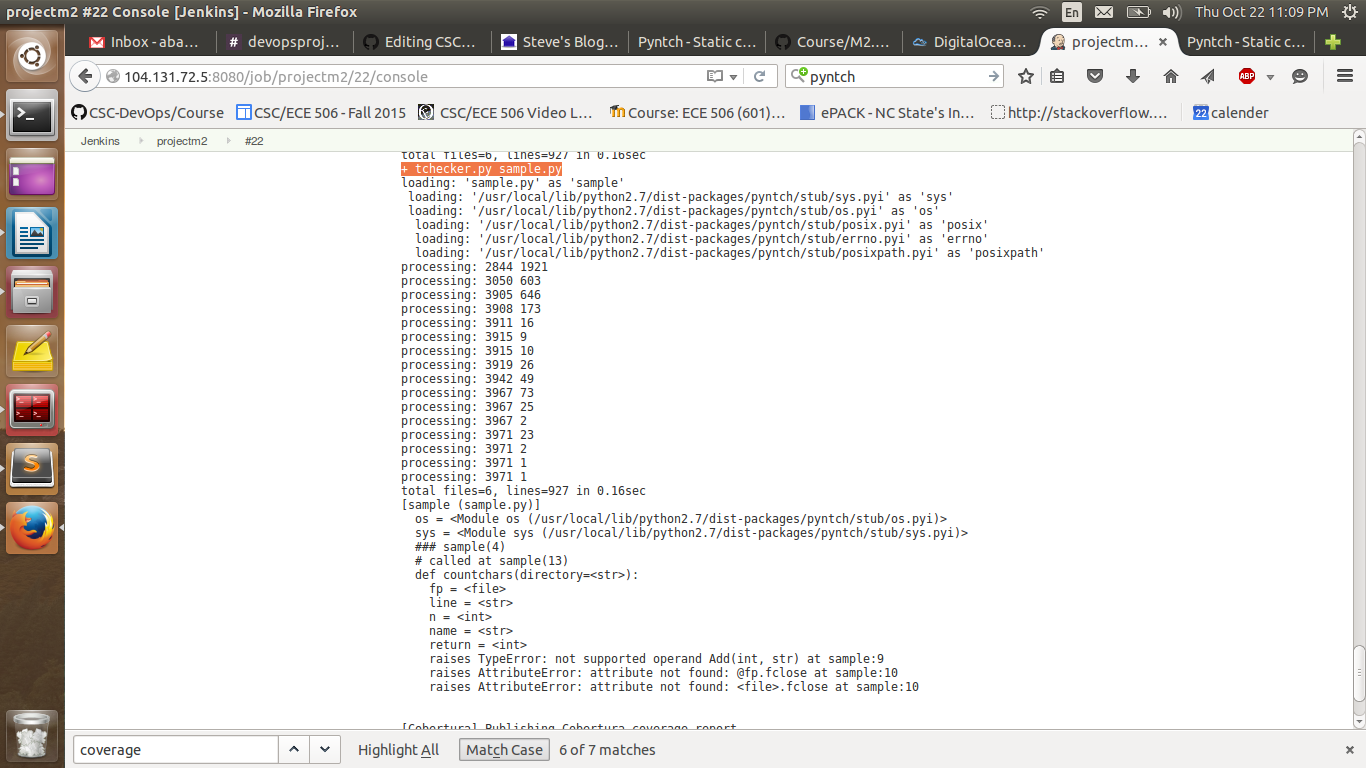 projectm2 #22 Console [Jenkins] - Mozilla Firefox
En
Thu Oct 22 11:09 PM
Inbox - aba...
# devopsproj...
Editing CSC...
Steve's Blog...
Pyntch - Static c...
Course/M2....
DigitalOcea...
projectm...
Pyntch - Static c...
104.131.72.5:8080/job/projectm2/22/console
pyntch
ABP
CSC-DevOps/Course
CSC/ECE 506 - Fall 2015
CSC/ECE 506 Video L...
Course: ECE 506 (601)...
ePACK - NC State's In...
http://stackoverflow....
22
calender
Jenkins
projectm2
#22
total files=6, lines=927 in 0.16sec
+ tchecker.py sample.py
loading: 'sample.py' as 'sample'
loading: '/usr/local/lib/python2.7/dist-packages/pyntch/stub/sys.pyi' as 'sys'
loading: '/usr/local/lib/python2.7/dist-packages/pyntch/stub/os.pyi' as 'os'
loading: '/usr/local/lib/python2.7/dist-packages/pyntch/stub/posix.pyi' as 'posix'
loading: '/usr/local/lib/python2.7/dist-packages/pyntch/stub/errno.pyi' as 'errno'
loading: '/usr/local/lib/python2.7/dist-packages/pyntch/stub/posixpath.pyi' as 'posixpath'
processing: 2844 1921
processing: 3050 603
processing: 3905 646
processing: 3908 173
processing: 3911 16
processing: 3915 9
processing: 3915 10
processing: 3919 26
processing: 3942 49
processing: 3967 73
processing: 3967 25
processing: 3967 2
processing: 3971 23
processing: 3971 2
processing: 3971 1
processing: 3971 1
total files=6, lines=927 in 0.16sec
[sample (sample.py)]
os = <Module os (/usr/local/lib/python2.7/dist-packages/pyntch/stub/os.pyi)>
sys = <Module sys (/usr/local/lib/python2.7/dist-packages/pyntch/stub/sys.pyi)>
### sample(4)
# called at sample(13)
def countchars(directory=<str>):
fp = <file>
line = <str>
n = <int>
name = <str>
return = <int>
raises TypeError: not supported operand Add(int, str) at sample:9
raises AttributeError: attribute not found: @fp.fclose at sample:10
raises AttributeError: attribute not found: <file>.fclose at sample:10
[Cobertura] Publishing Cobertura coverage report
coverage
Highlight All
Match Case
6 of 7 matches